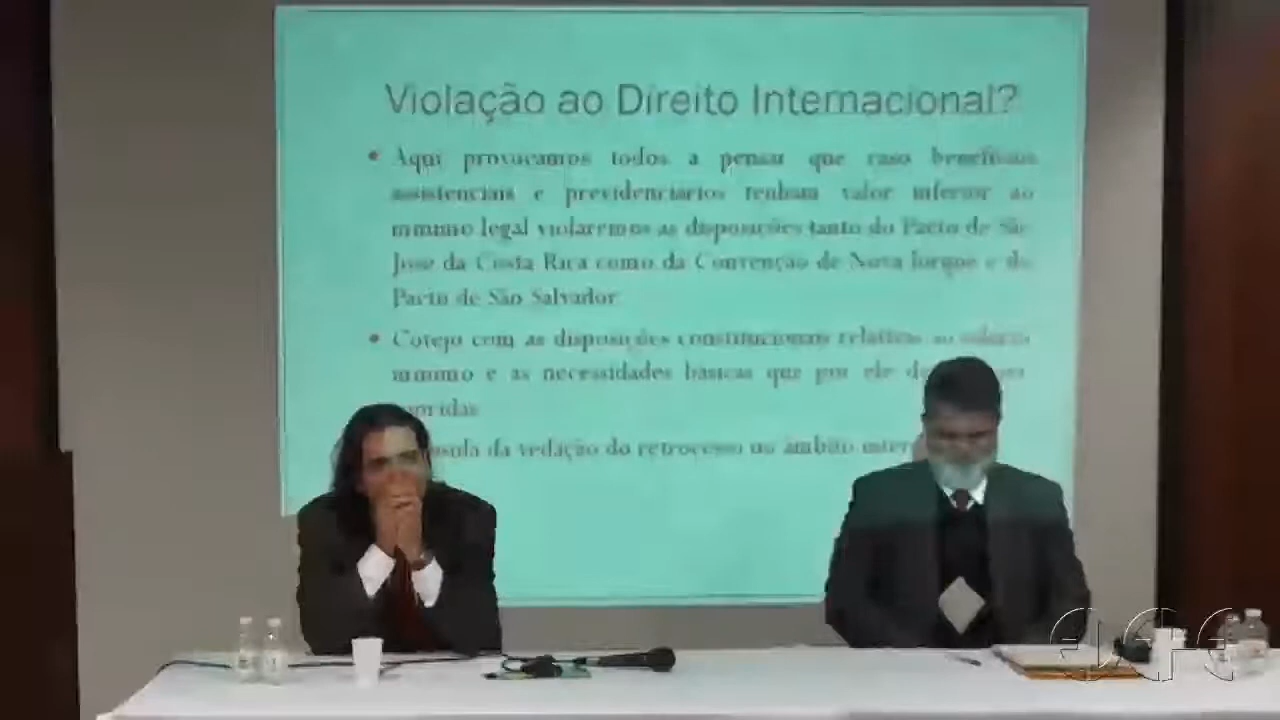 Violação ao Direito Internacional?
• Aqui provocamos todos a pensar que caso benefícios
assistenciais e previdenciários tenham valor inferior ao
mínimo legal violaremos as disposições tanto do Pacto de São
José da Costa Rica como da Convenção de Nova Iorque e do
Pacto de São Salvador
• Cotejo com as disposições constitucionais relativas ao salário
mínimo e as necessidades básicas que por ele
supridas
da vedação do retrocesso no âmbito